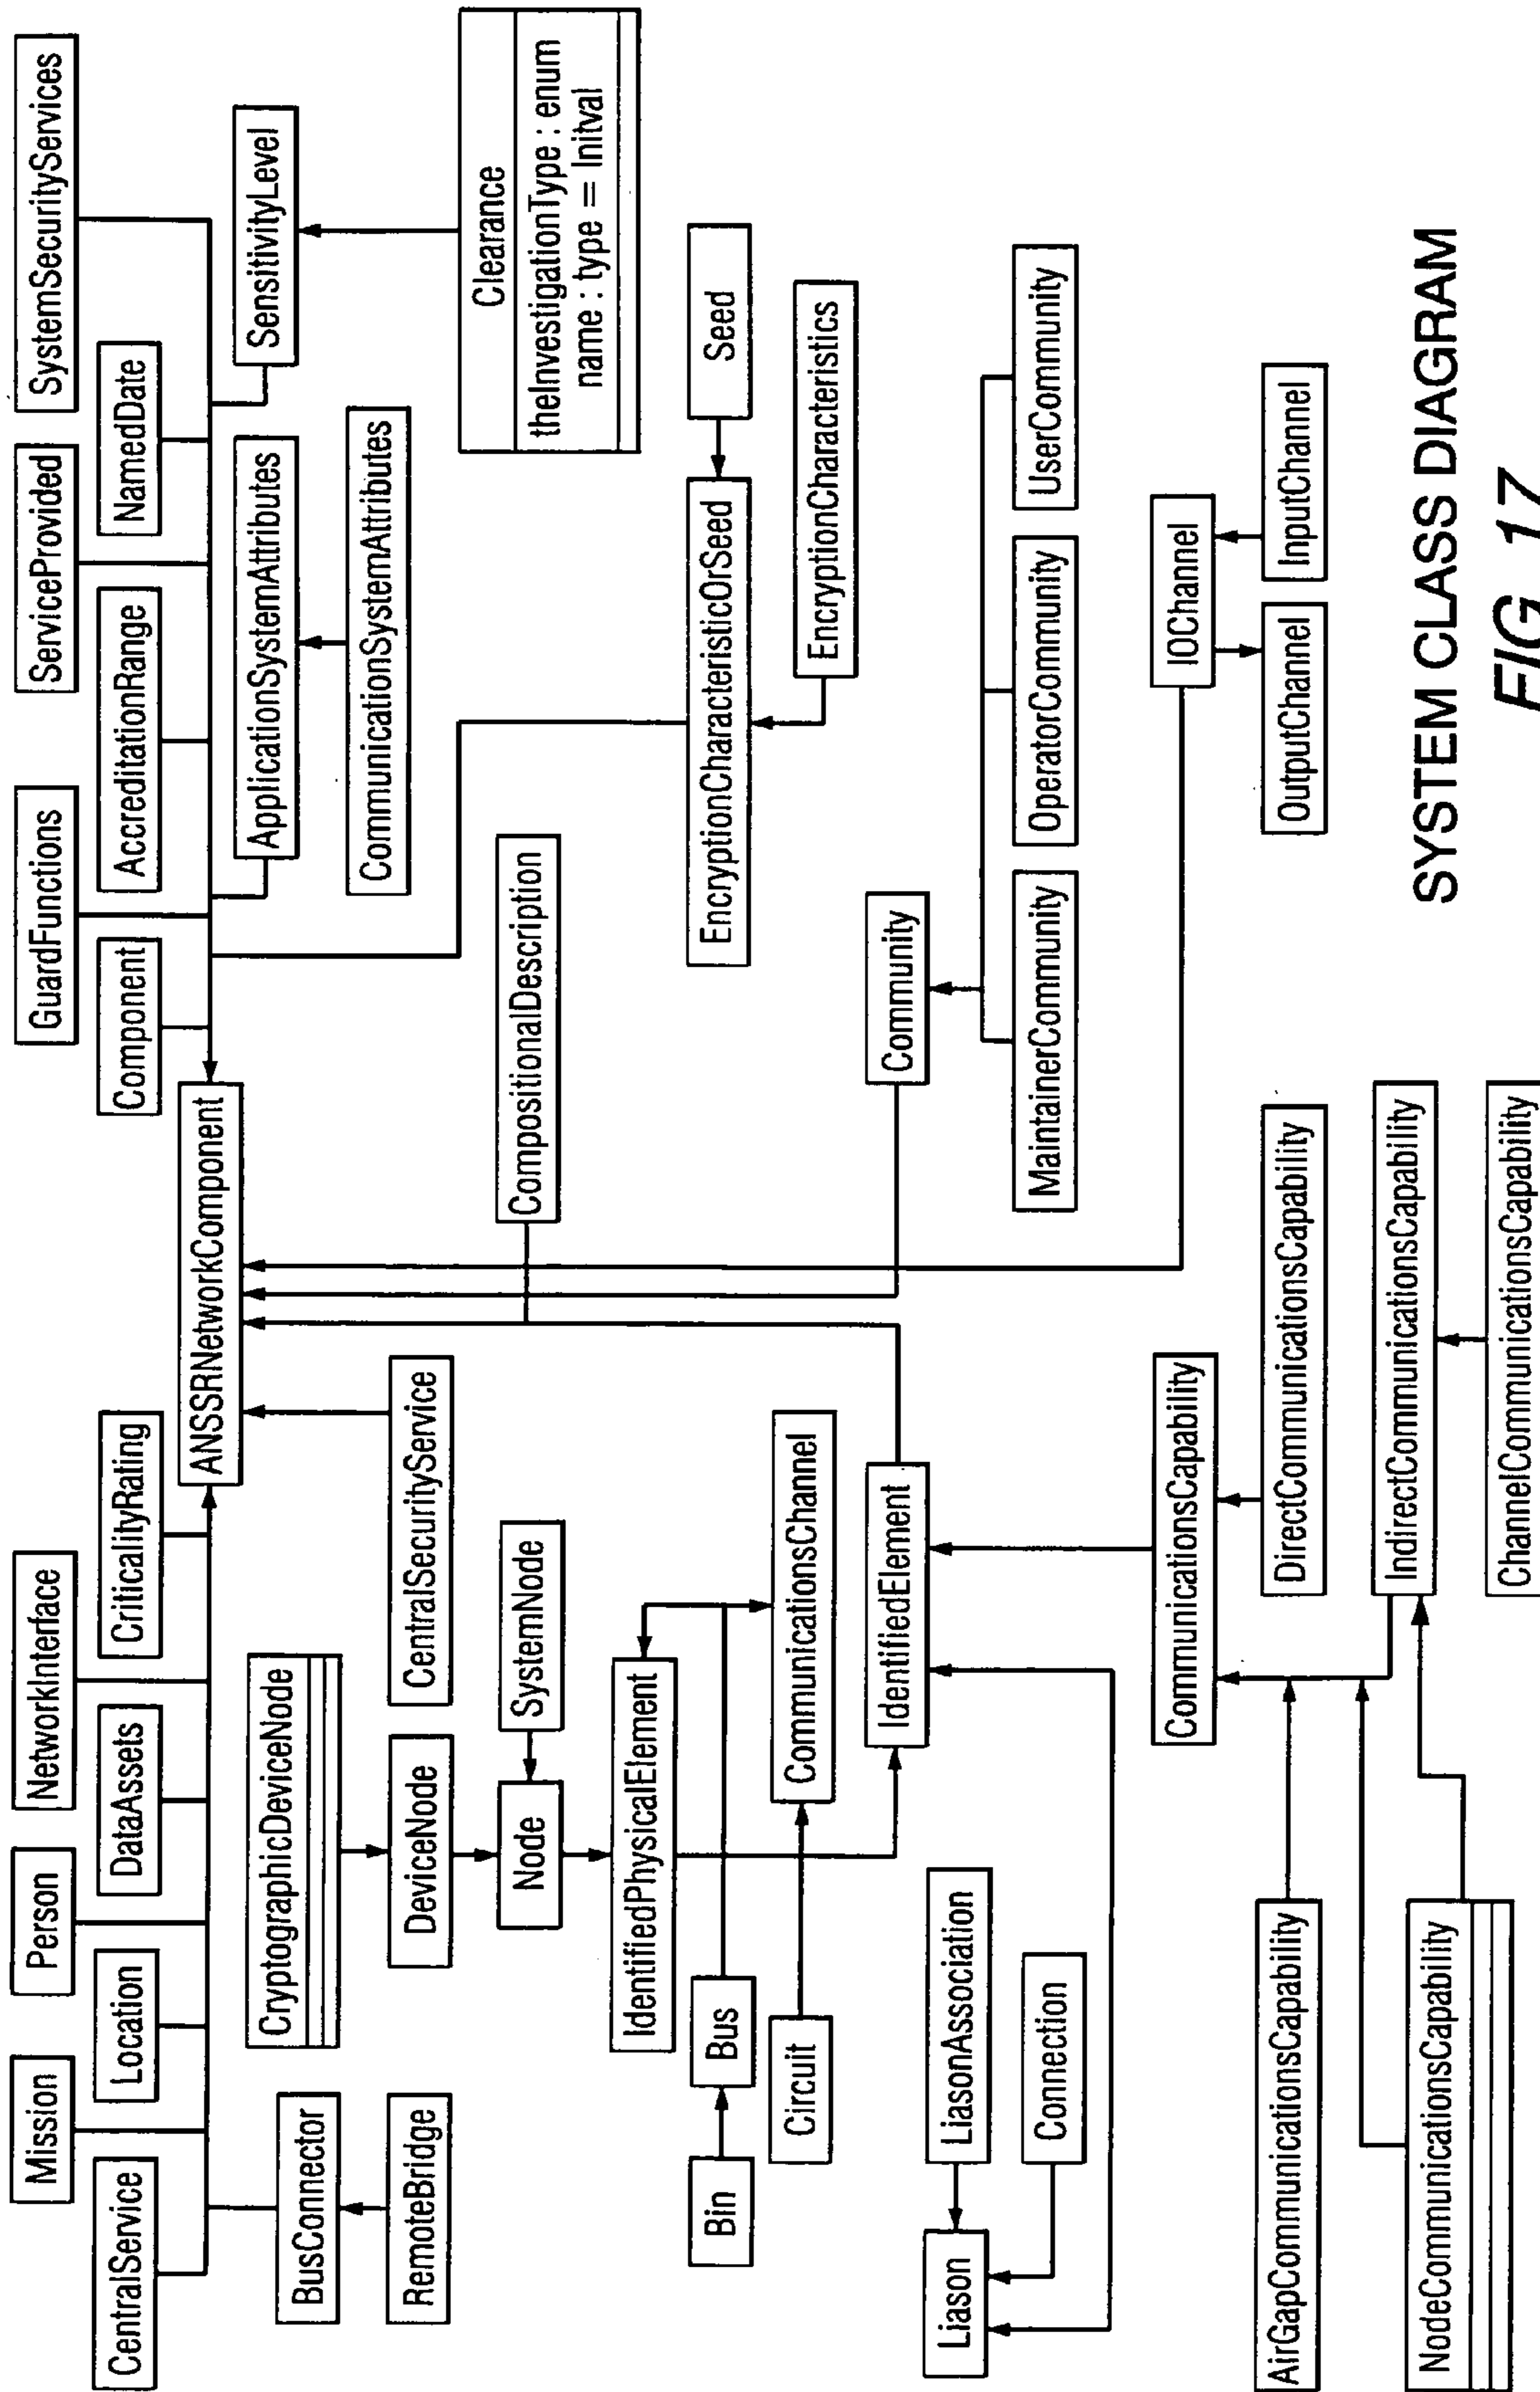 Mission
Person
NetworkInterface
GuardFunctions
ServiceProvided
SystemSecurityServices
CentralService
Location
DataAssets
CriticalityRating
Component
AccreditationRange
NamedDate
ANSSRNetworkComponent
BusConnector
CryptographicDeviceNode
ApplicationSystemAttributes
SensitivityLevel
RemoteBridge
DeviceNode
CentralSecurityService
CommunicationSystemAttributes
Node
SystemNode
CompositionalDescription
Clearance
theInvestigationType : enum
name : type = Initval
IdentifiedPhysicalElement
Bin
Bus
EncryptionCharacteristicOrSeed
Seed
Circuit
CommunicationsChannel
EncryptionCharacteristics
Liason
LiasonAssociation
IdentifiedElement
Community
Connection
MaintainerCommunity
OperatorCommunity
UserCommunity
CommunicationsCapability
IOChannel
AirGapCommunicationsCapability
DirectCommunicationsCapability
OutputChannel
InputChannel
NodeCommunicationsCapability
IndirectCommunicationsCapability
ChannelCommunicationsCapability
SYSTEM CLASS DIAGRAM
FIG. 17